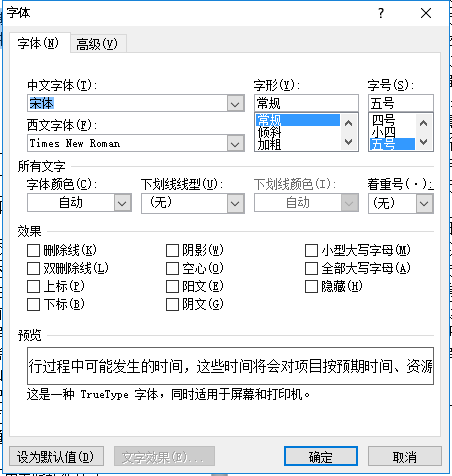 字体
字体(N) 高级(V)
中文字体(T): 字形(Y): 字号(S):
宋体 常规 五号
常规 四号
西文字体(F): 倾斜 小四
Times New Roman 加粗 五号
所有文字
字体颜色(C): 下划线线型(U): 下划线颜色(I): 着重号(·):
自动 (无) 自动 (无)
效果
删除线(K) 阴影(W) 小型大写字母(M)
双删除线(L) 空心(O) 全部大写字母(A)
上标(P) 阳文(E) 隐藏(H)
下标(B) 阴文(G)
预览
行过程中可能发生的时间，这些时间将会对项目按预期时间、资源
这是一种 TrueType 字体，同时适用于屏幕和打印机。
设为默认值(D) 文字效果(E)... 确定 取消